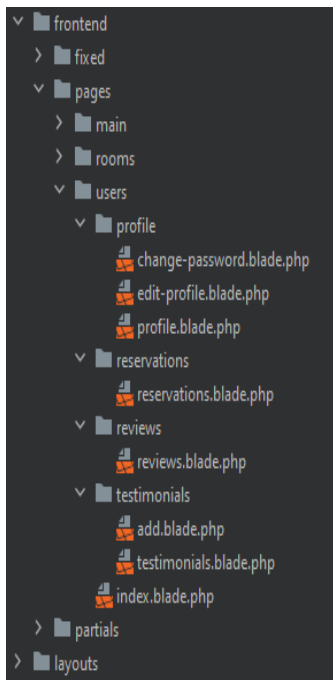 frontend
fixed
pages
main
rooms
users
profile
change-password.blade.php
edit-profile.blade.php
profile.blade.php
reservations
reservations.blade.php
reviews
reviews.blade.php
testimonials
add.blade.php
testimonials.blade.php
index.blade.php
partials
layouts